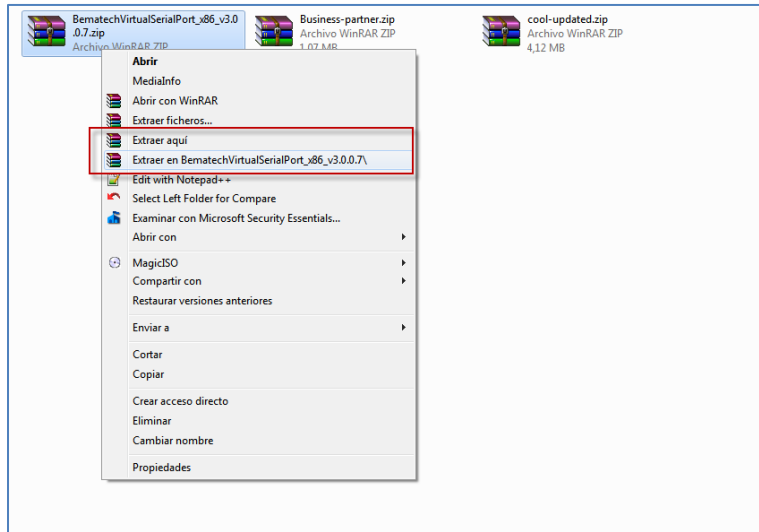 BematechVirtualSerialPort_x86_v3.0
.0.7.zip
Archivo WinRAR ZIP
Business-partner.zip
Archivo WinRAR ZIP
1,07 MB
cool-updated.zip
Archivo WinRAR ZIP
4,12 MB
Abrir
MediaInfo
Abrir con WinRAR
Extraer ficheros...
Extraer aquí
Extraer en BematechVirtualSerialPort_x86_v3.0.0.7\
Edit with Notepad++
Select Left Folder for Compare
Examinar con Microsoft Security Essentials...
Abrir con
MagicISO
Compartir con
Restaurar versiones anteriores
Enviar a
Cortar
Copiar
Crear acceso directo
Eliminar
Cambiar nombre
Propiedades